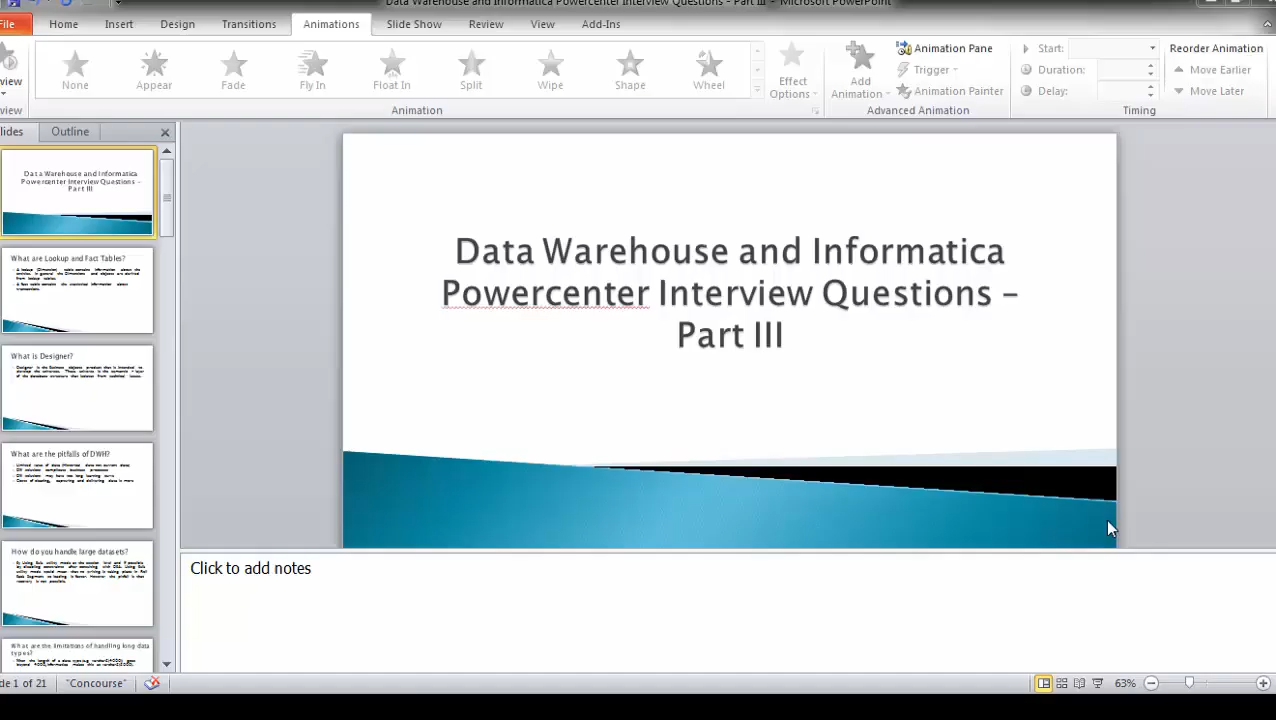 Data Warehouse and Informatica Powercenter Interview Questions - Part III - Microsoft PowerPoint
File Home Insert Design Transitions Animations Slide Show Review View Add-Ins
None Appear Fade Fly In Float In Split Wipe Shape Wheel
Effect
Options
Add
Animation
Animation Pane
Trigger
Animation Painter
Start:
Duration:
Delay:
Reorder Animation
Move Earlier
Move Later
view
view
Animation
Advanced Animation
Timing
lides Outline
Data Warehouse and Informatica
Powercenter Interview Questions –
Part III
What are Lookup and Fact Tables?
What is Designer?
What are the pitfalls of DWH?
How do you handle large datasets?
What are the limitations of handling long data
types?
Data Warehouse and Informatica
Powercenter Interview Questions –
Part III
Click to add notes
de 1 of 21 "Concourse" 63%